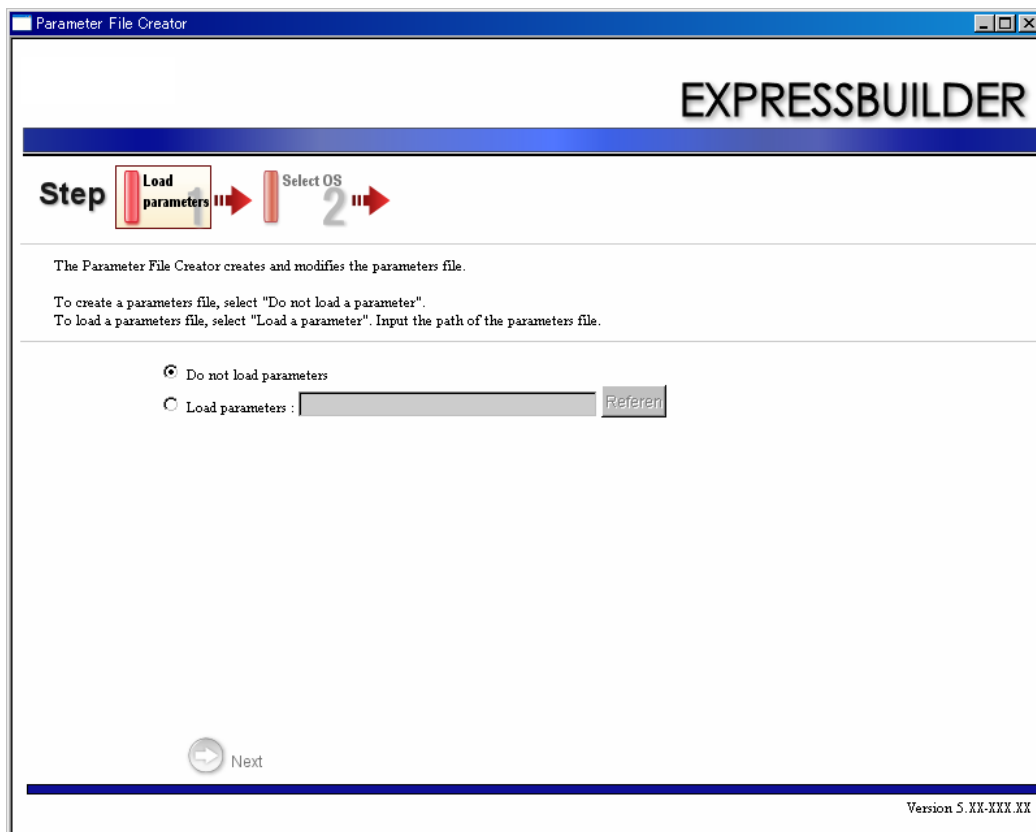 Parameter File Creator
EXPRESSBUILDER
Step
Load
parameters 1
Select OS
2
The Parameter File Creator creates and modifies the parameters file.
To create a parameters file, select "Do not load a parameter".
To load a parameters file, select "Load a parameter". Input the path of the parameters file.
Do not load parameters
Load parameters :
Referen
Next
Version 5.XX-XXX.XX